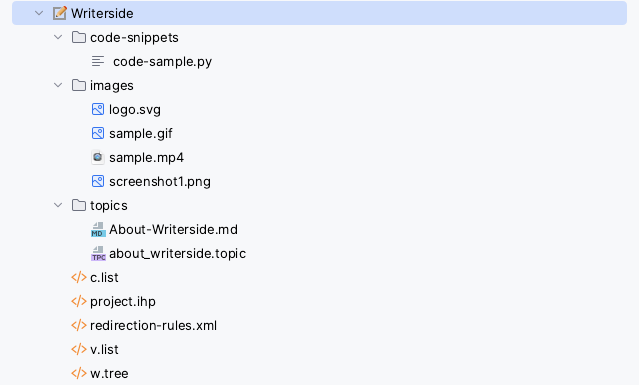 Writerside
code-snippets
code-sample.py
images
logo.svg
sample.gif
sample.mp4
screenshot1.png
topics
MD About-Writerside.md
TPC about_writerside.topic
c.list
project.ihp
redirection-rules.xml
v.list
w.tree